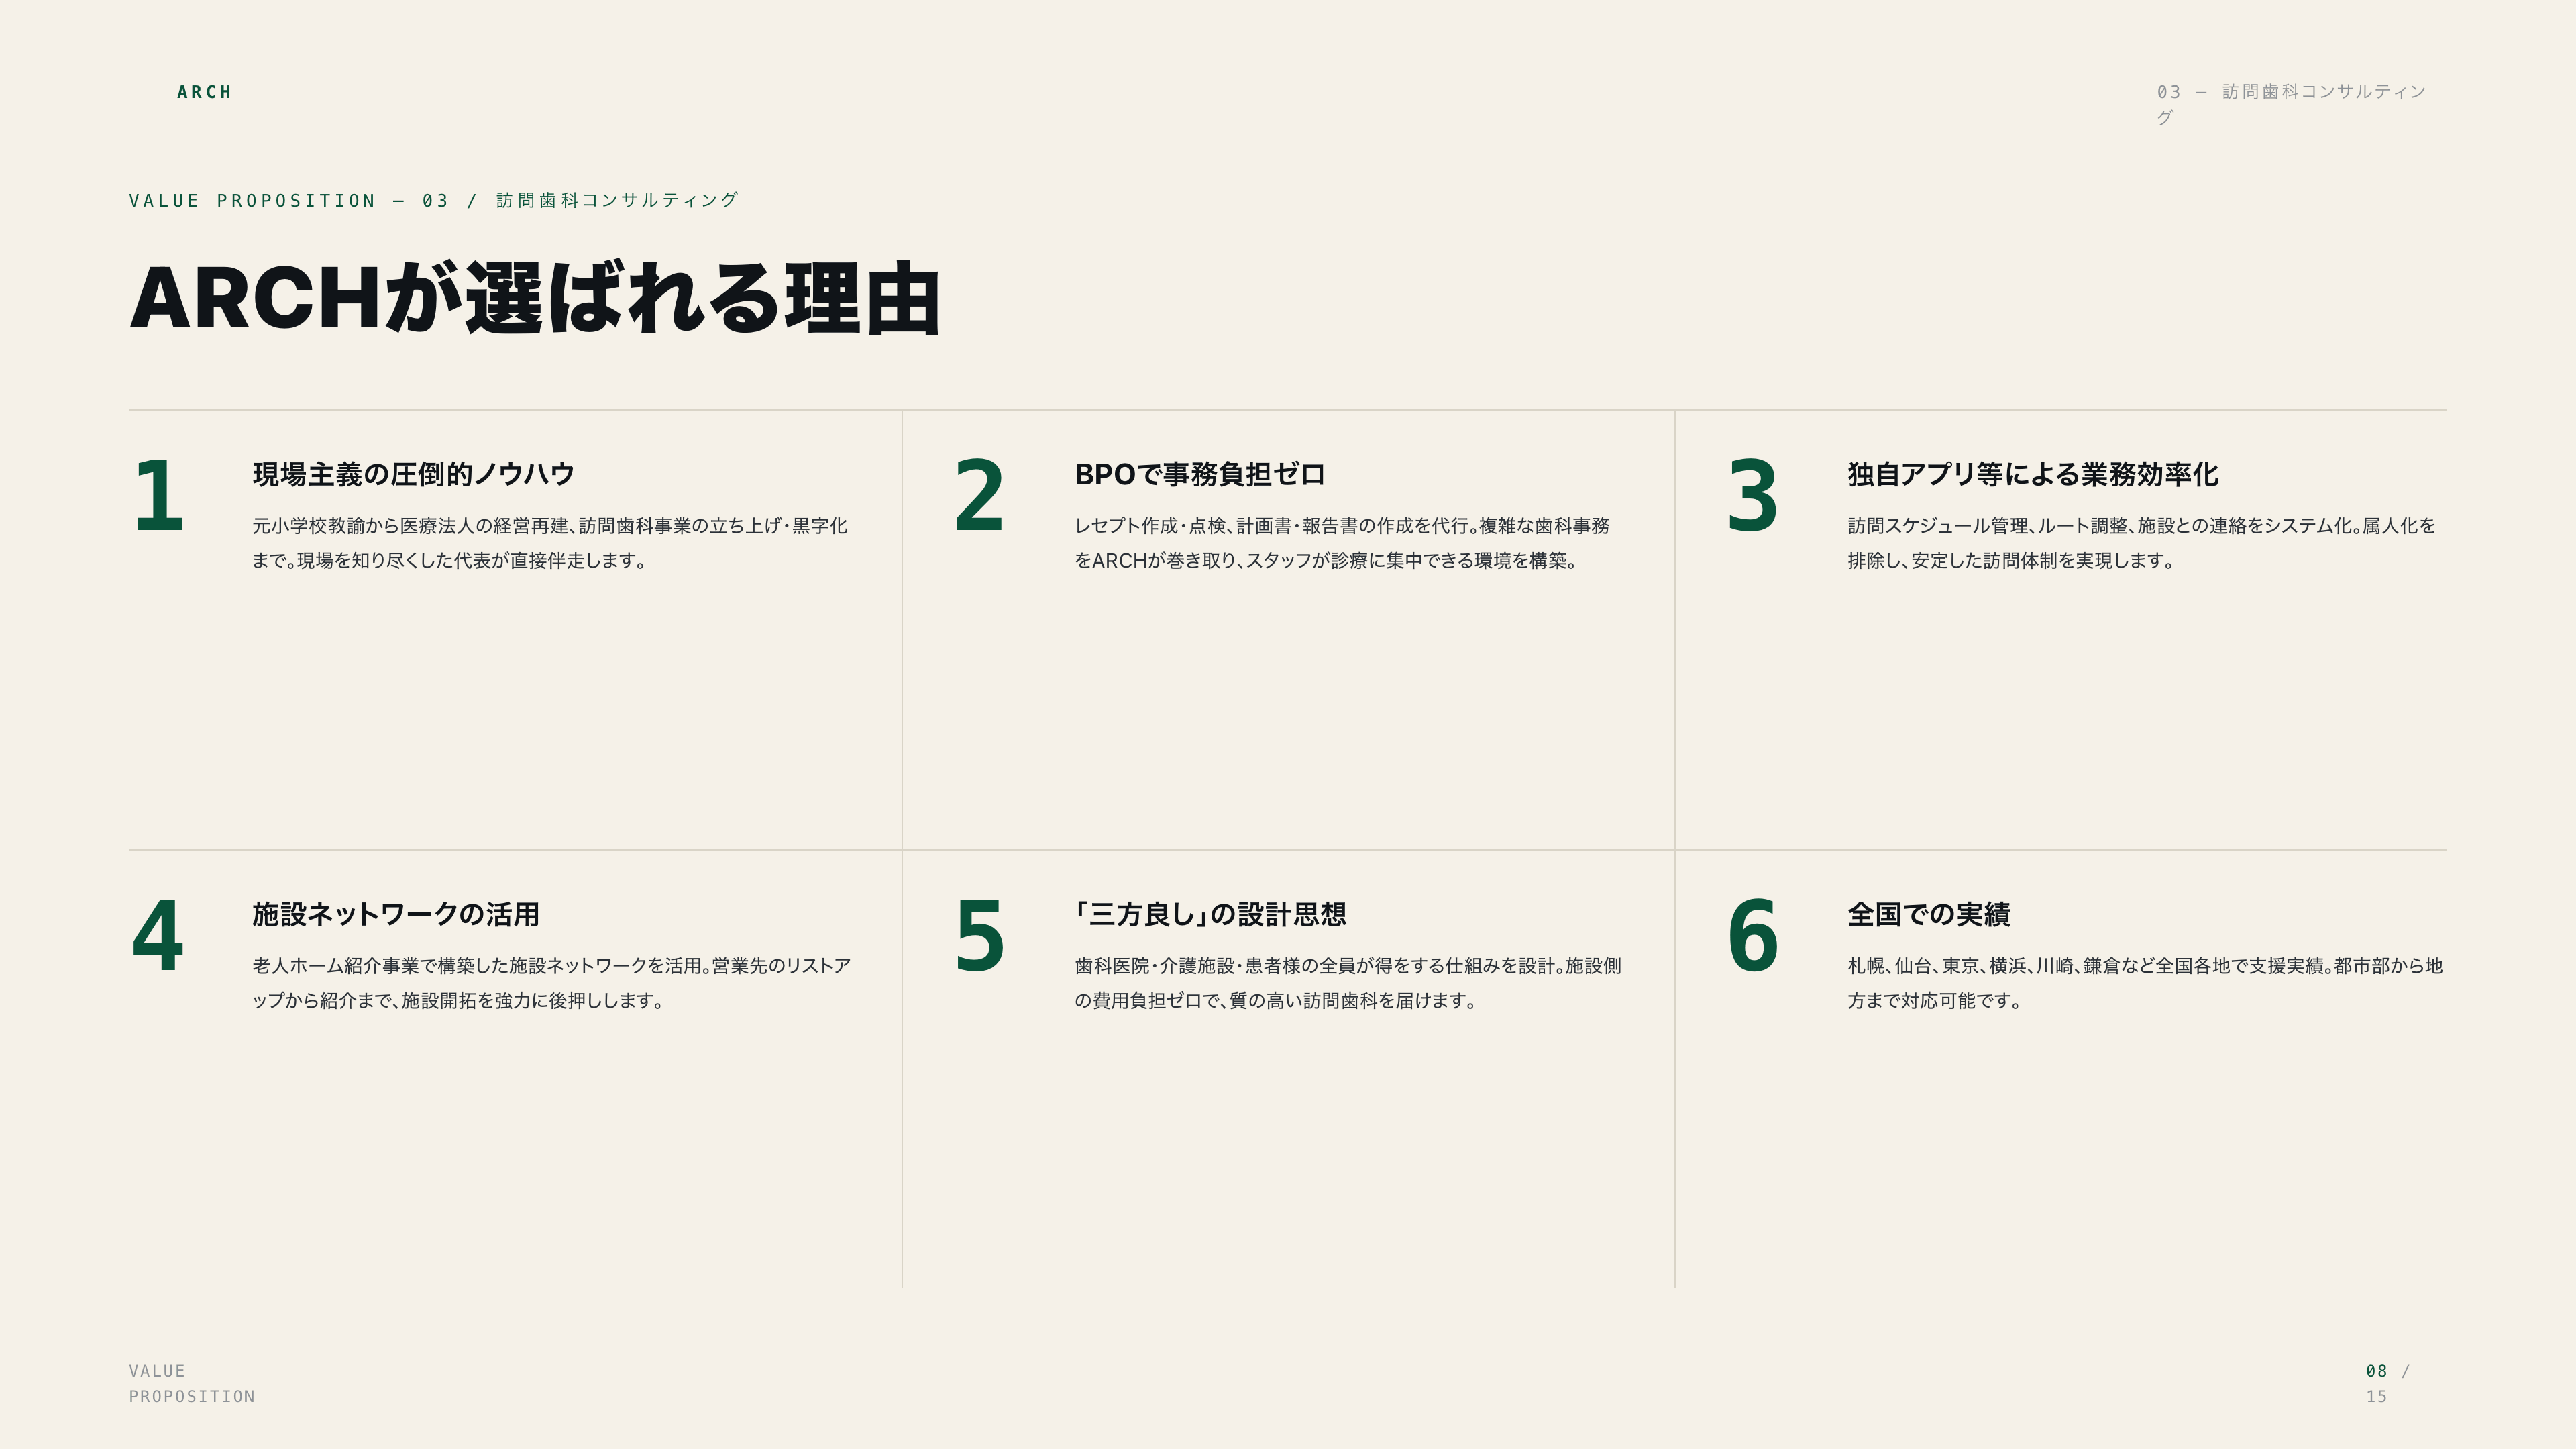 ARCH
03 — 訪問歯科コンサルティン
グ
VALUE PROPOSITION — 03 / 訪問歯科コンサルティング
ARCHが選ばれる理由
1
現場主義の圧倒的ノウハウ
元小学校教諭から医療法人の経営再建、訪問歯科事業の立ち上げ・黒字化
まで。現場を知り尽くした代表が直接伴走します。
2
BPOで事務負担ゼロ
レセプト作成・点検、計画書・報告書の作成を代行。複雑な歯科事務
をARCHが巻き取り、スタッフが診療に集中できる環境を構築。
3
独自アプリ等による業務効率化
訪問スケジュール管理、ルート調整、施設との連絡をシステム化。属人化を
排除し、安定した訪問体制を実現します。
4
施設ネットワークの活用
老人ホーム紹介事業で構築した施設ネットワークを活用。営業先のリストア
ップから紹介まで、施設開拓を強力に後押しします。
5
「三方良し」の設計思想
歯科医院・介護施設・患者様の全員が得をする仕組みを設計。施設側
の費用負担ゼロで、質の高い訪問歯科を届けます。
6
全国での実績
札幌、仙台、東京、横浜、川崎、鎌倉など全国各地で支援実績。都市部から地
方まで対応可能です。
VALUE
PROPOSITION
08 /
15